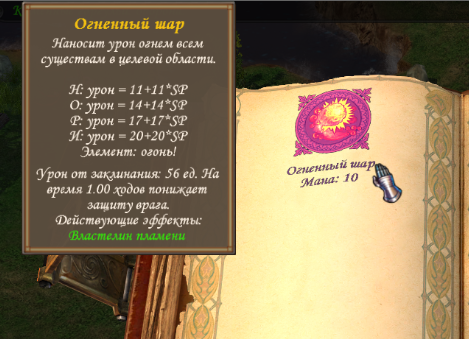 Огненный шар
Наносит урон огнем всем
существам в целевой области.
Н: урон = 11+11*SP
О: урон = 14+14*SP
Р: урон = 17+17*SP
И: урон = 20+20*SP
Элемент: огонь!
Урон от заклинания: 56 ед. На
время 1.00 ходов понижает
защиту врага.
Действующие эффекты:
Властелин пламени
Огненный шар
Мана: 10